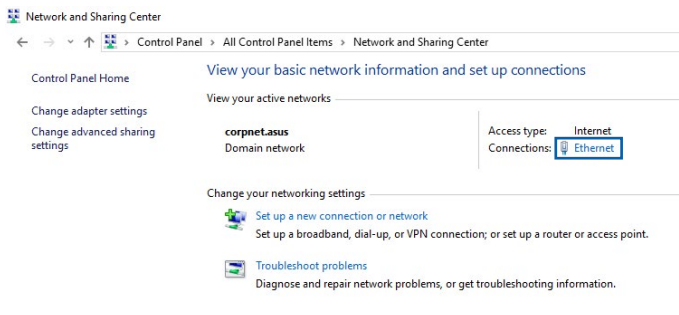 Network and Sharing Center
Control Panel > All Control Panel Items > Network and Sharing Center
Control Panel Home
Change adapter settings
Change advanced sharing
settings
View your basic network information and set up connections
View your active networks
corpnet.asus
Domain network
Access type: Internet
Connections: Ethernet
Change your networking settings
Set up a new connection or network
Set up a broadband, dial-up, or VPN connection; or set up a router or access point.
Troubleshoot problems
Diagnose and repair network problems, or get troubleshooting information.